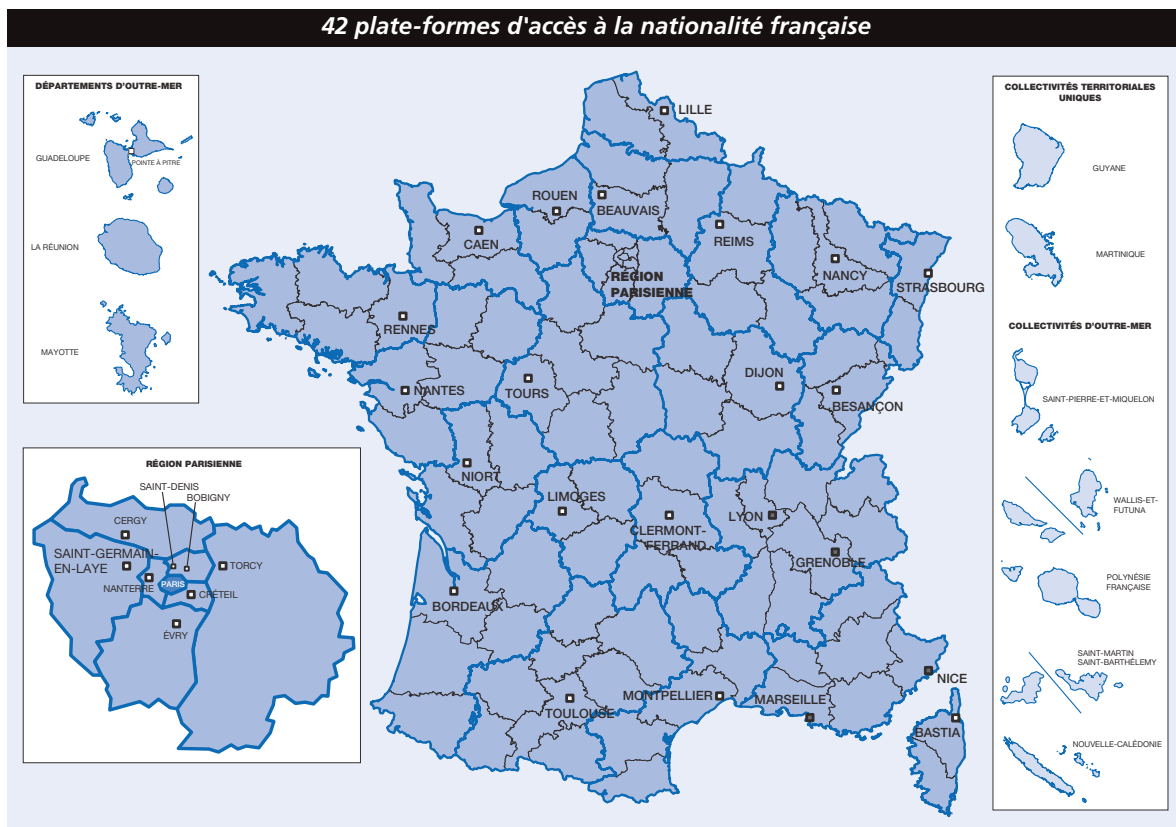 42 plate-formes d'accès à la nationalité française
DÉPARTEMENTS D'OUTRE-MER
GUADELOUPE
POINTE À PITRE
LA RÉUNION
MAYOTTE
RÉGION PARISIENNE
SAINT-DENIS
BOBIGNY
CERGY
SAINT-GERMAIN-
EN-LAYE
TORCY
NANTERRE
PARIS
CRÉTEIL
ÉVRY
LILLE
ROUEN
BEAUVAIS
CAEN
REIMS
NANCY
STRASBOURG
RÉGION
PARISIENNE
RENNES
NANTES
TOURS
DIJON
BESANÇON
NIORT
LIMOGES
CLERMONT-
FERRAND
LYON
GRENOBLE
BORDEAUX
TOULOUSE
MONTPELLIER
MARSEILLE
NICE
BASTIA
COLLECTIVITÉS TERRITORIALES
UNIQUES
GUYANE
MARTINIQUE
COLLECTIVITÉS D'OUTRE-MER
SAINT-PIERRE-ET-MIQUELON
WALLIS-ET-
FUTUNA
POLYNÉSIE
FRANÇAISE
SAINT-MARTIN
SAINT-BARTHÉLEMY
NOUVELLE-CALÉDONIE